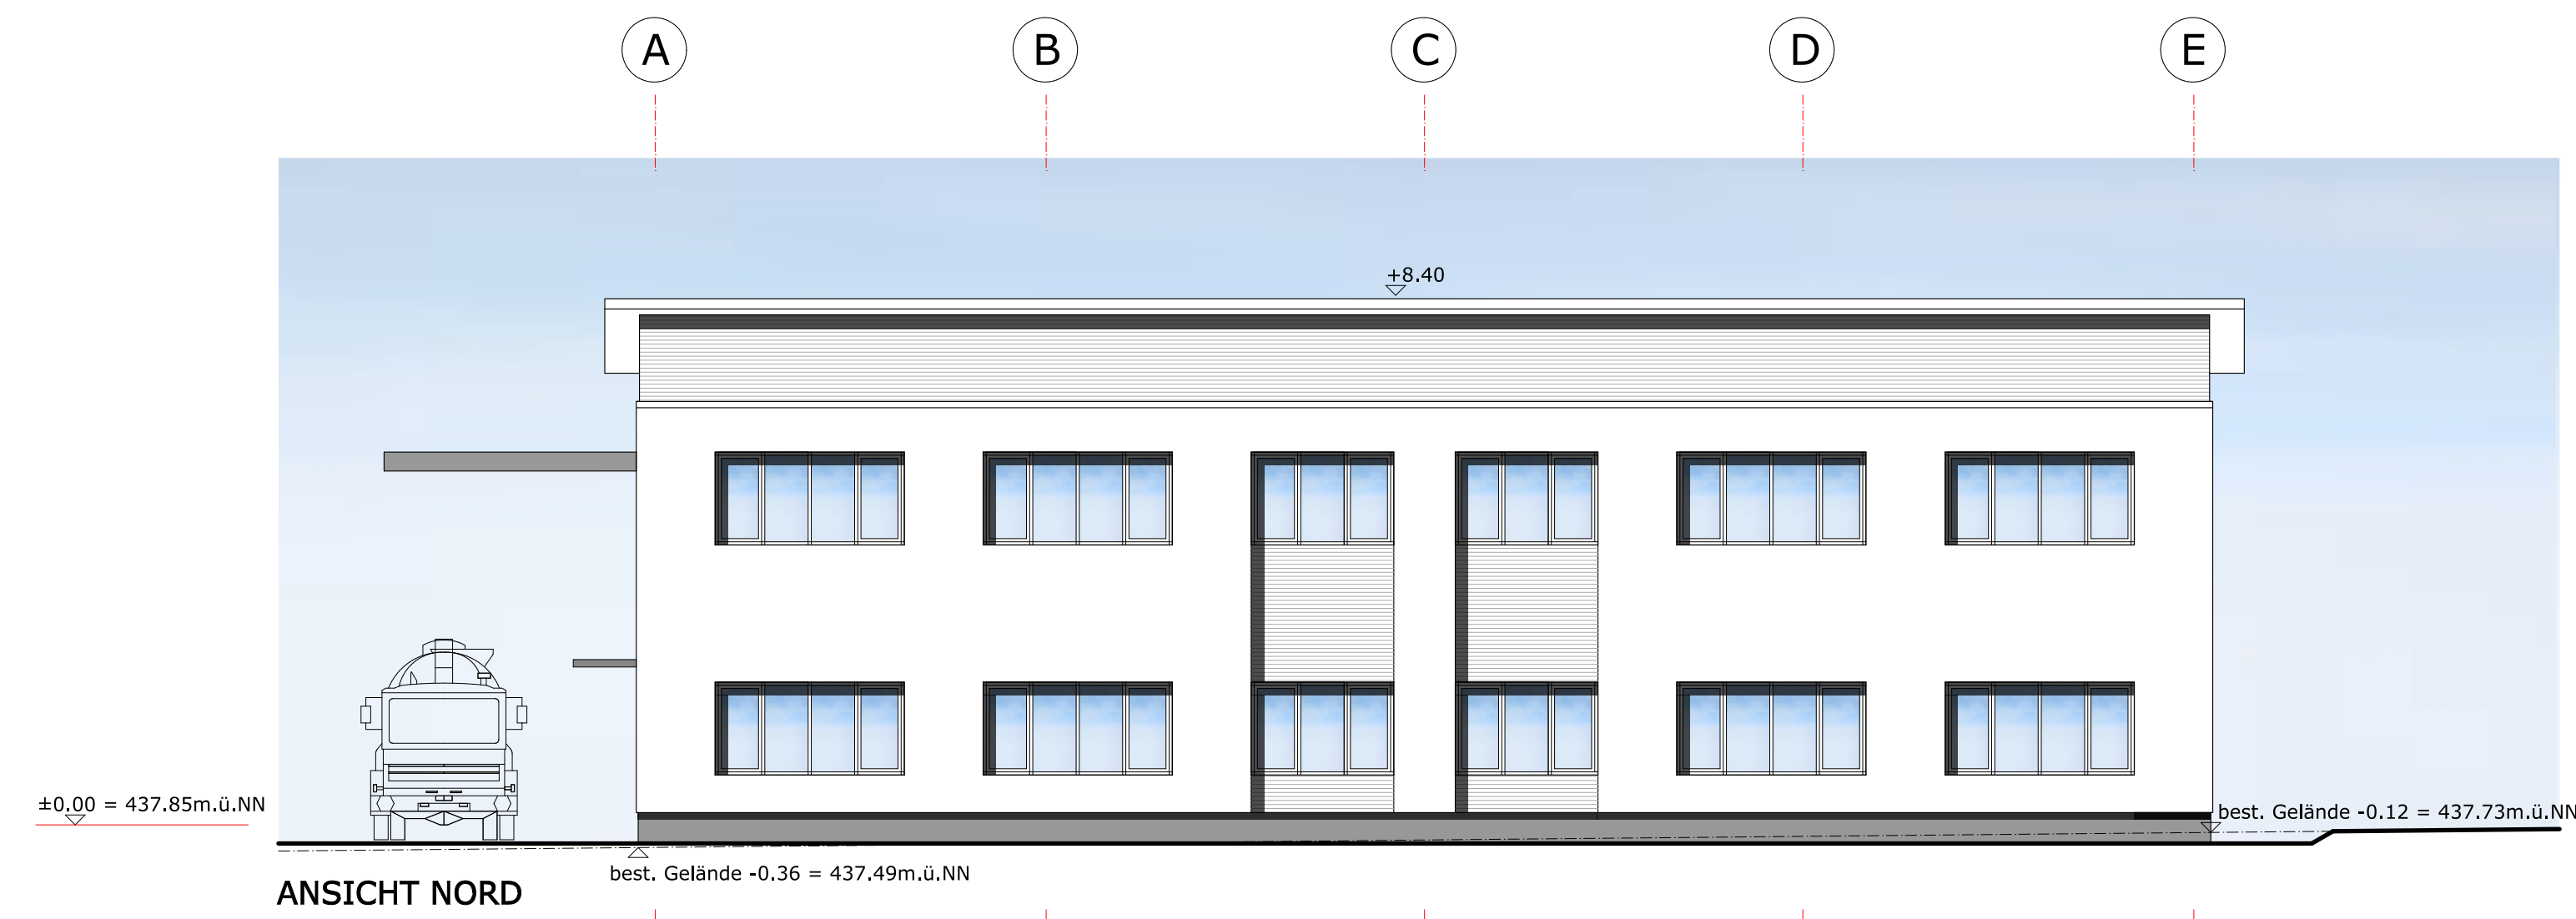 A B C D E
+8.40
±0.00 = 437.85m.ü.NN
best. Gelände -0.12 = 437.73m.ü.NN
best. Gelände -0.36 = 437.49m.ü.NN
ANSICHT NORD